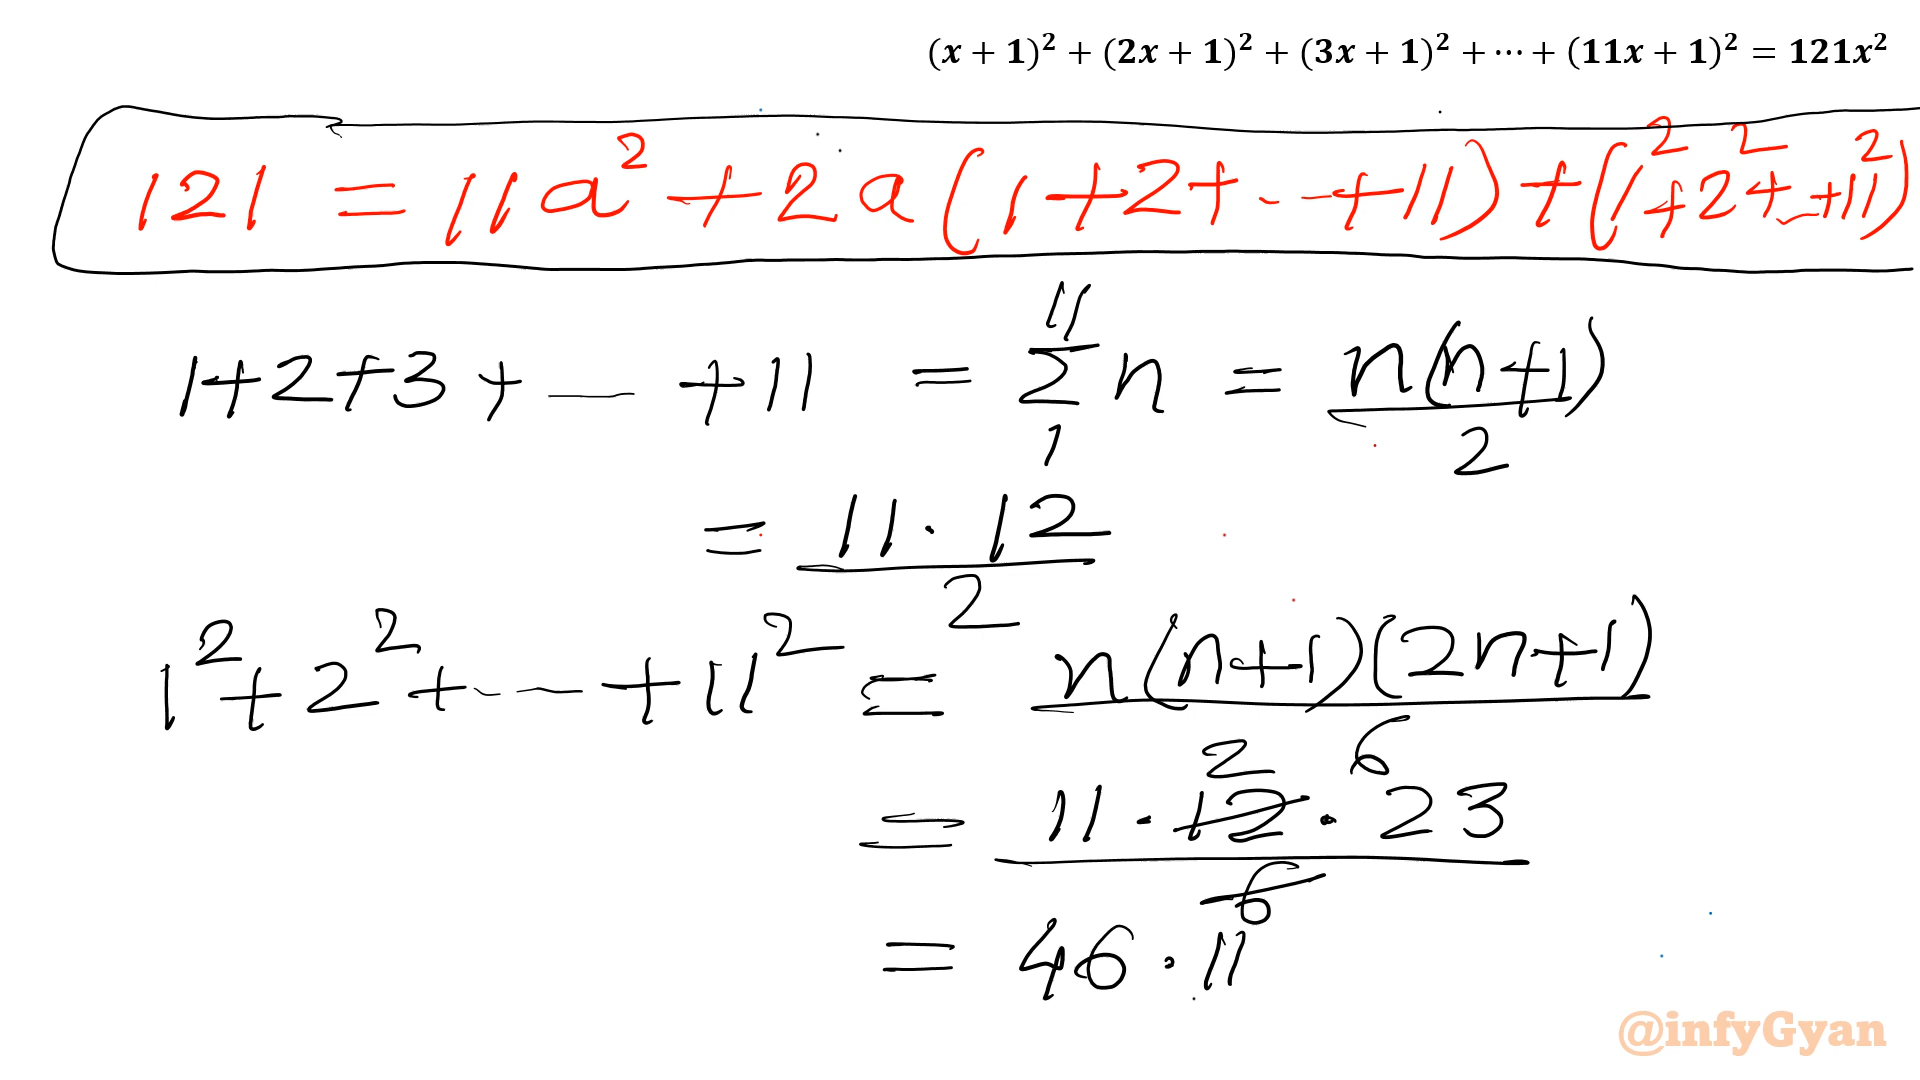 (x + 1)² + (2x + 1)² + (3x + 1)² + ⋯ + (11x + 1)² = 121x²
121 = 11a² + 2a(1+2+--+11) + (1²+2²+--+11²)
1+2+3+ -- +11 = Σ₁¹¹ n = n(n+1)/2
= 11·12/2
1²+2²+ --- +11² = n(n+1)(2n+1)/6
2
= 11·12·23/6
= 46·11
@infyGyan